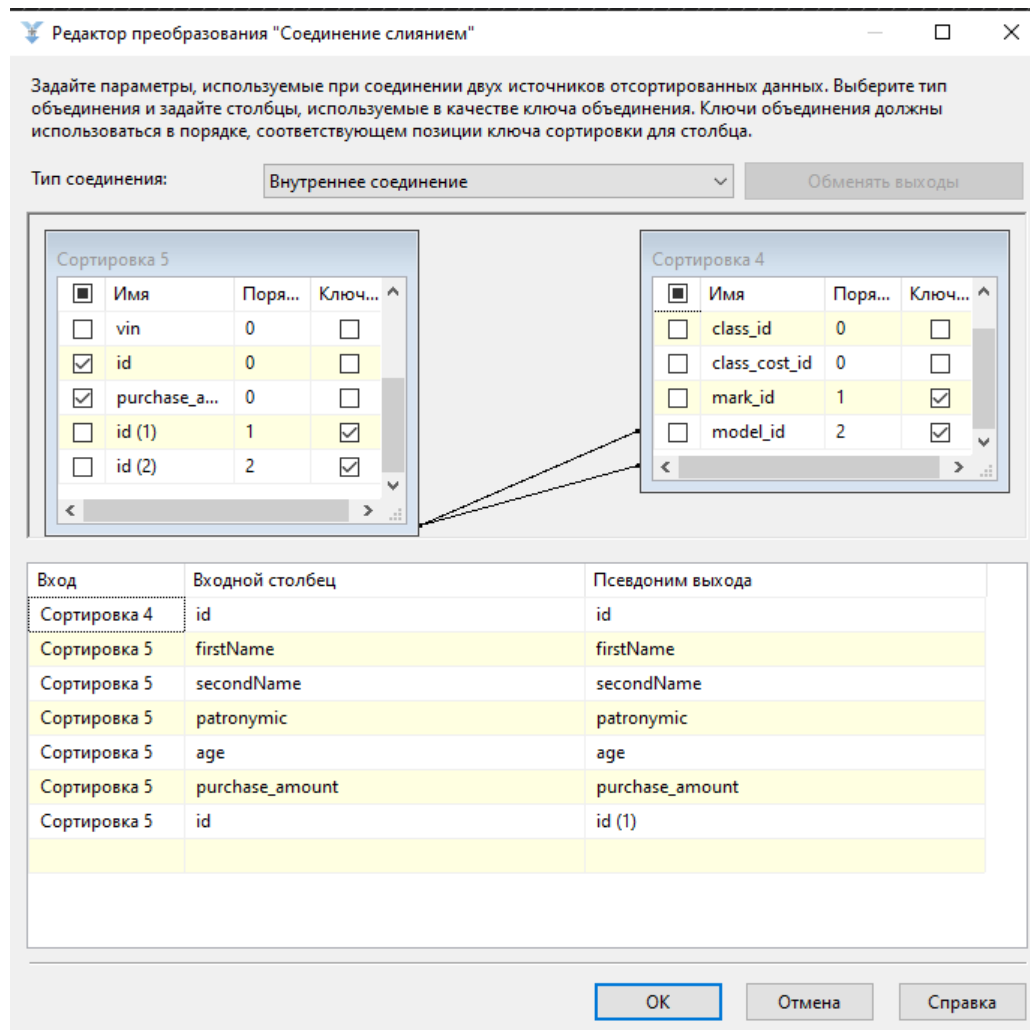 Редактор преобразования "Соединение слиянием"
Задайте параметры, используемые при соединении двух источников отсортированных данных. Выберите тип
объединения и задайте столбцы, используемые в качестве ключа объединения. Ключи объединения должны
использоваться в порядке, соответствующем позиции ключа сортировки для столбца.
Тип соединения: Внутреннее соединение Обменять выходы
Сортировка 5
Имя Поря... Ключ...
vin 0
id 0
purchase_a... 0
id (1) 1
id (2) 2
Сортировка 4
Имя Поря... Ключ...
class_id 0
class_cost_id 0
mark_id 1
model_id 2
Вход Входной столбец Псевдоним выхода
Сортировка 4 id id
Сортировка 5 firstName firstName
Сортировка 5 secondName secondName
Сортировка 5 patronymic patronymic
Сортировка 5 age age
Сортировка 5 purchase_amount purchase_amount
Сортировка 5 id id (1)
ОК Отмена Справка